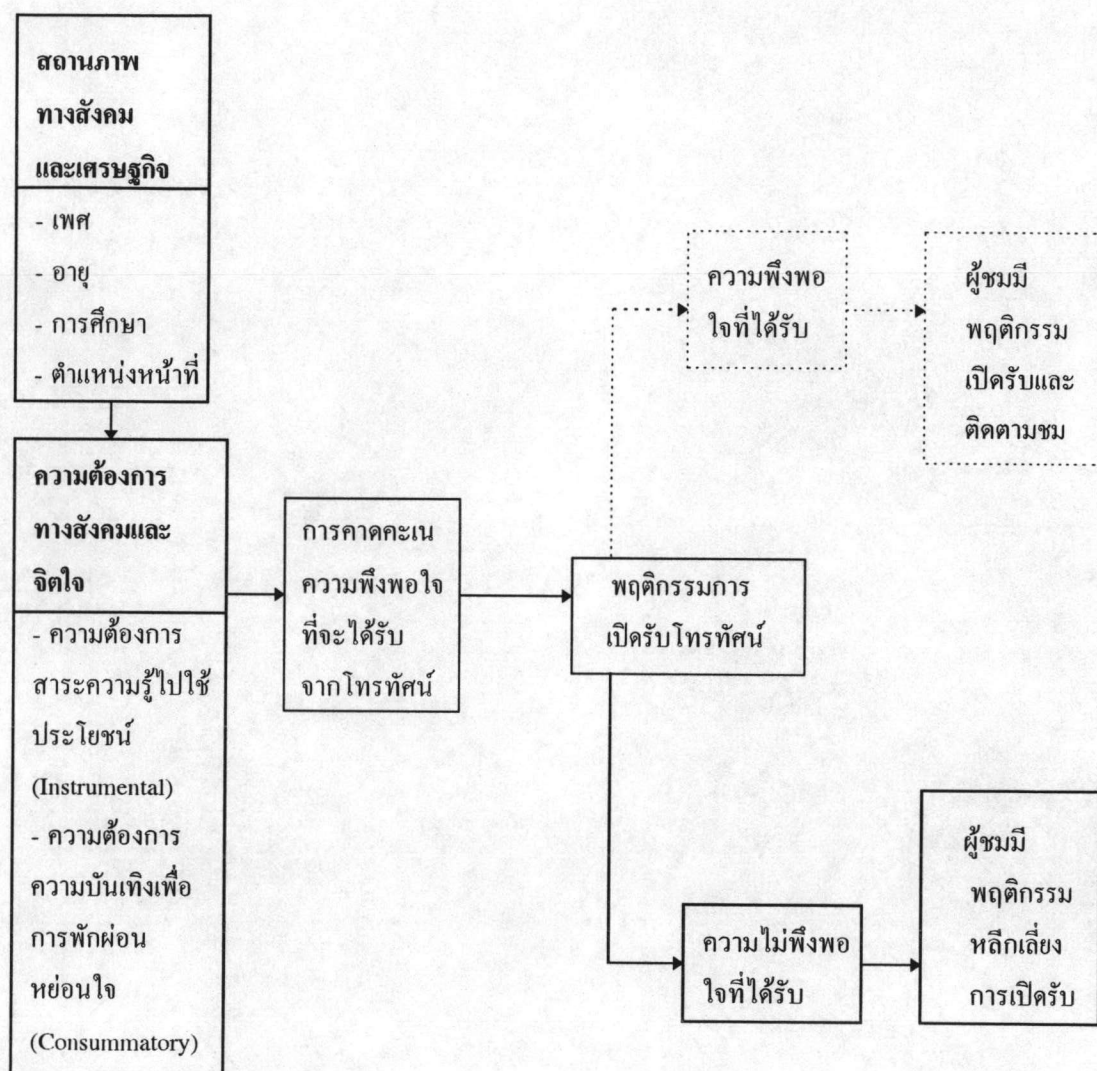 สถานภาพ
ทางสังคม
และเศรษฐกิจ
- เพศ
- อายุ
- การศึกษา
- ตำแหน่งหน้าที่
ความต้องการ
ทางสังคมและ
จิตใจ
- ความต้องการ
สาระความรู้ไปใช้
ประโยชน์
(Instrumental)
- ความต้องการ
ความบันเทิงเพื่อ
การพักผ่อน
หย่อนใจ
(Consummatory)
การคาดคะเน
ความพึงพอใจ
ที่จะได้รับ
จากโทรทัศน์
พฤติกรรมการ
เปิดรับโทรทัศน์
ความพึงพอ
ใจที่ได้รับ
ผู้ชมมี
พฤติกรรม
เปิดรับและ
ติดตามชม
ความไม่พึงพอ
ใจที่ได้รับ
ผู้ชมมี
พฤติกรรม
หลีกเลี่ยง
การเปิดรับ